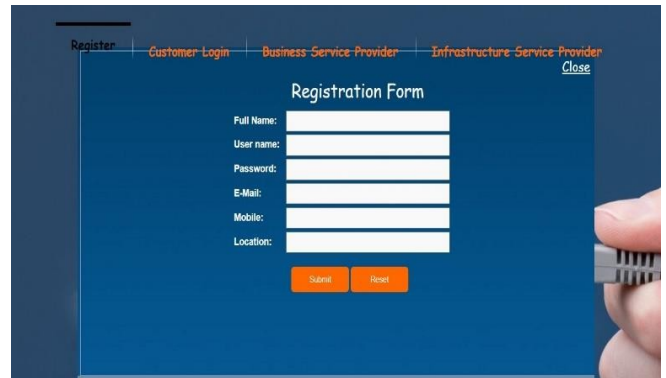 Register Customer Login Business Service Provider Infrastructure Service Provider
Close
Registration Form
Full Name:
User name:
Password:
E-Mail:
Mobile:
Location:
Submit Reset